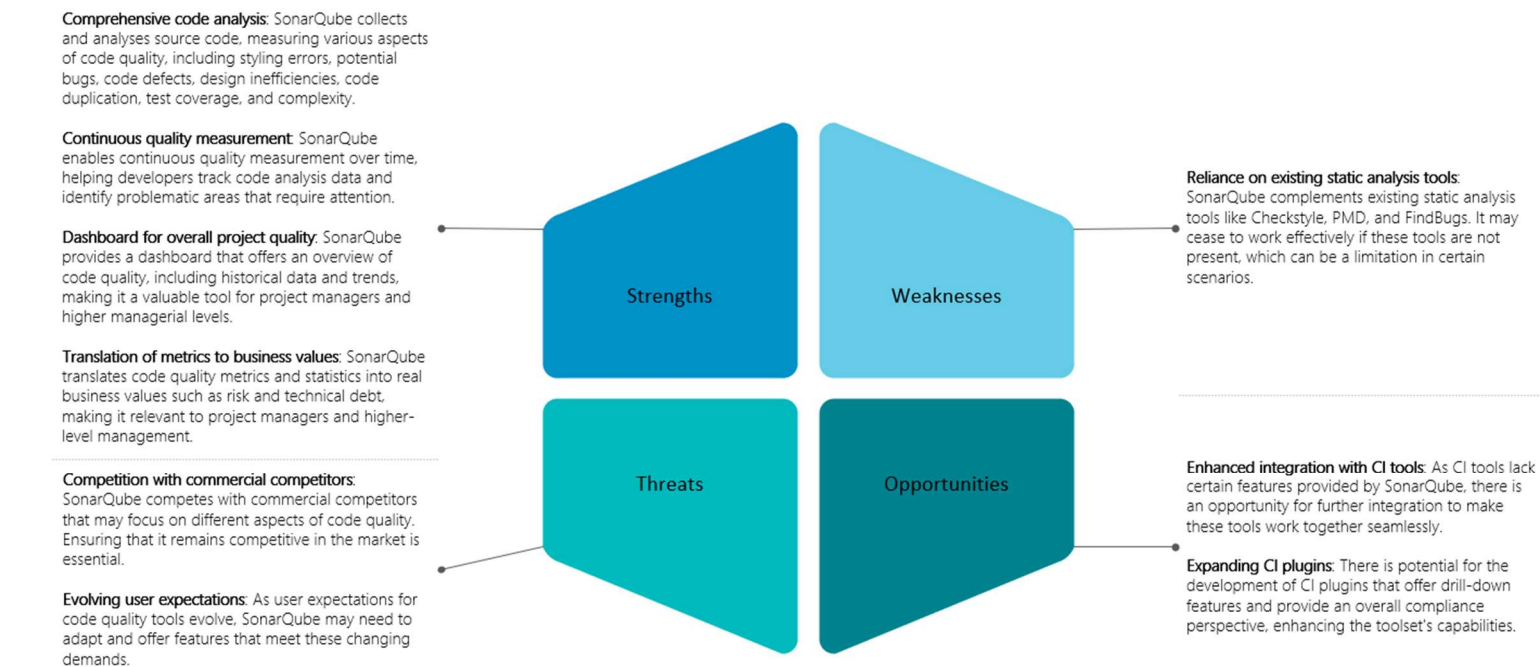 Comprehensive code analysis: SonarQube collects
and analyses source code, measuring various aspects
of code quality, including styling errors, potential
bugs, code defects, design inefficiencies, code
duplication, test coverage, and complexity.
Continuous quality measurement: SonarQube
enables continuous quality measurement over time,
helping developers track code analysis data and
identify problematic areas that require attention.
Dashboard for overall project quality: SonarQube
provides a dashboard that offers an overview of
code quality, including historical data and trends,
making it a valuable tool for project managers and
higher managerial levels.
Translation of metrics to business values: SonarQube
translates code quality metrics and statistics into real
business values such as risk and technical debt,
making it relevant to project managers and higher-
level management.
Strengths
Weaknesses
Reliance on existing static analysis tools:
SonarQube complements existing static analysis
tools like Checkstyle, PMD, and FindBugs. It may
cease to work effectively if these tools are not
present, which can be a limitation in certain
scenarios.
Competition with commercial competitors:
SonarQube competes with commercial competitors
that may focus on different aspects of code quality.
Ensuring that it remains competitive in the market is
essential.
Evolving user expectations: As user expectations for
code quality tools evolve, SonarQube may need to
adapt and offer features that meet these changing
demands.
Threats
Opportunities
Enhanced integration with CI tools: As CI tools lack
certain features provided by SonarQube, there is
an opportunity for further integration to make
these tools work together seamlessly.
Expanding CI plugins: There is potential for the
development of CI plugins that offer drill-down
features and provide an overall compliance
perspective, enhancing the toolset's capabilities.